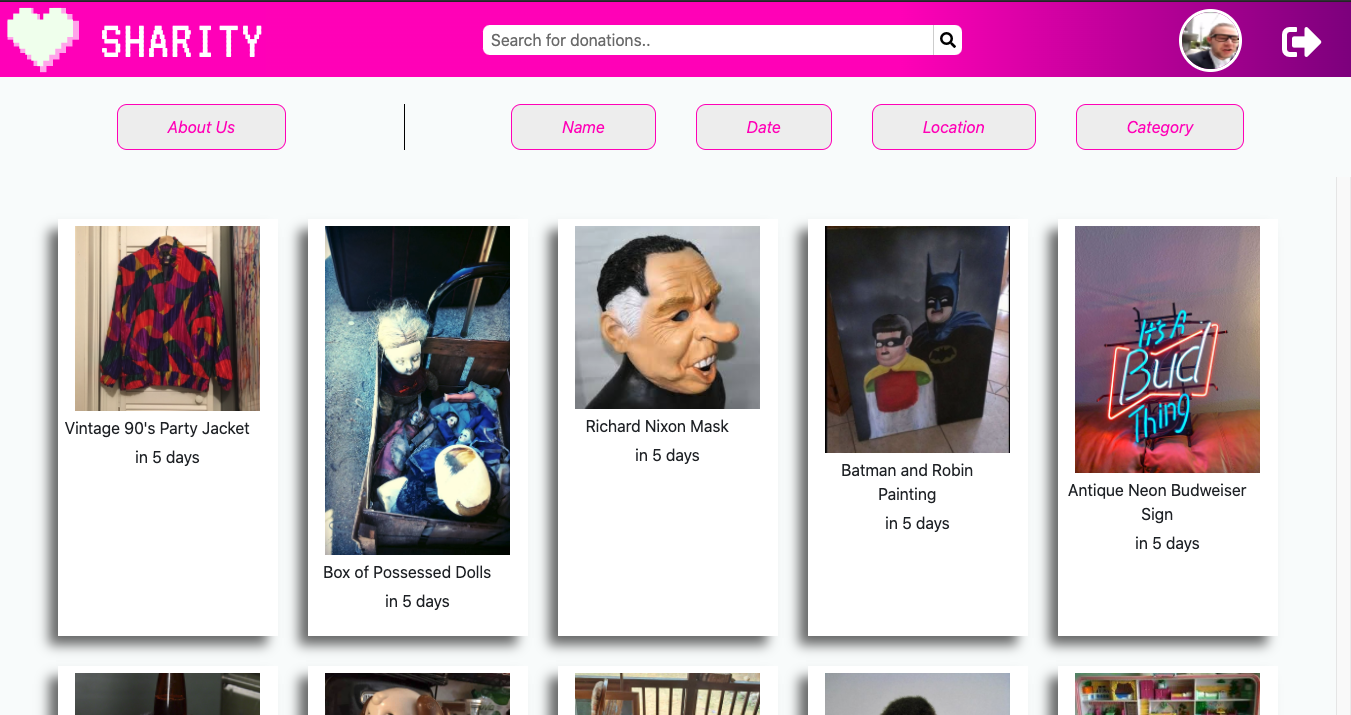 SHARITY
Search for donations..
About Us
Name
Date
Location
Category
It's A
Bud
Thing
Vintage 90's Party Jacket
in 5 days
Box of Possessed Dolls
in 5 days
Richard Nixon Mask
in 5 days
Batman and Robin
Painting
in 5 days
Antique Neon Budweiser
Sign
in 5 days